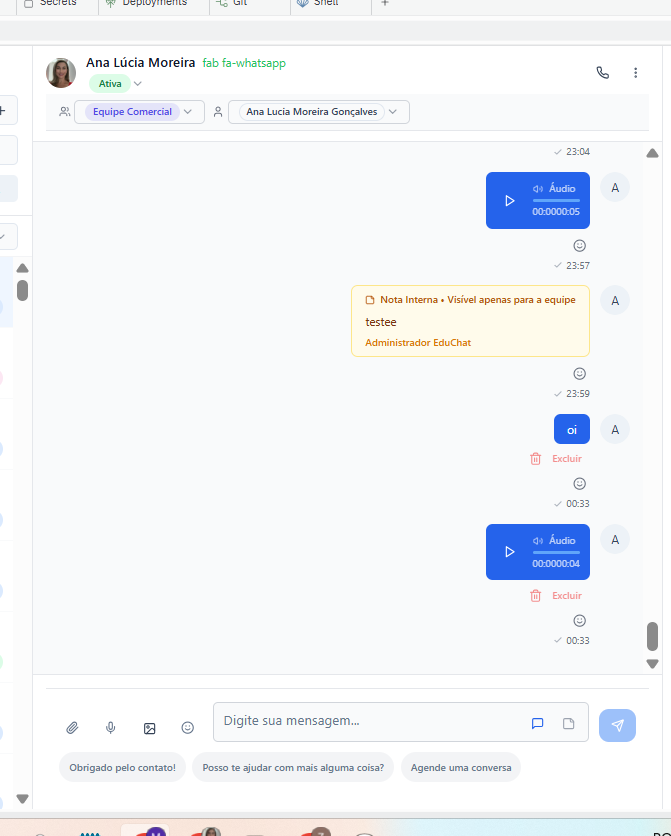 Secrets
Deployments
Git
Shell
+
Ana Lúcia Moreira fab fa-whatsapp
Ativa
Equipe Comercial
Ana Lucia Moreira Gonçalves
23:04
Áudio
A
00:0000:05
23:57
Nota Interna • Visível apenas para a equipe
A
testee
Administrador EduChat
23:59
oi
A
Excluir
00:33
Áudio
A
00:0000:04
Excluir
00:33
Digite sua mensagem...
Obrigado pelo contato!
Posso te ajudar com mais alguma coisa?
Agende uma conversa